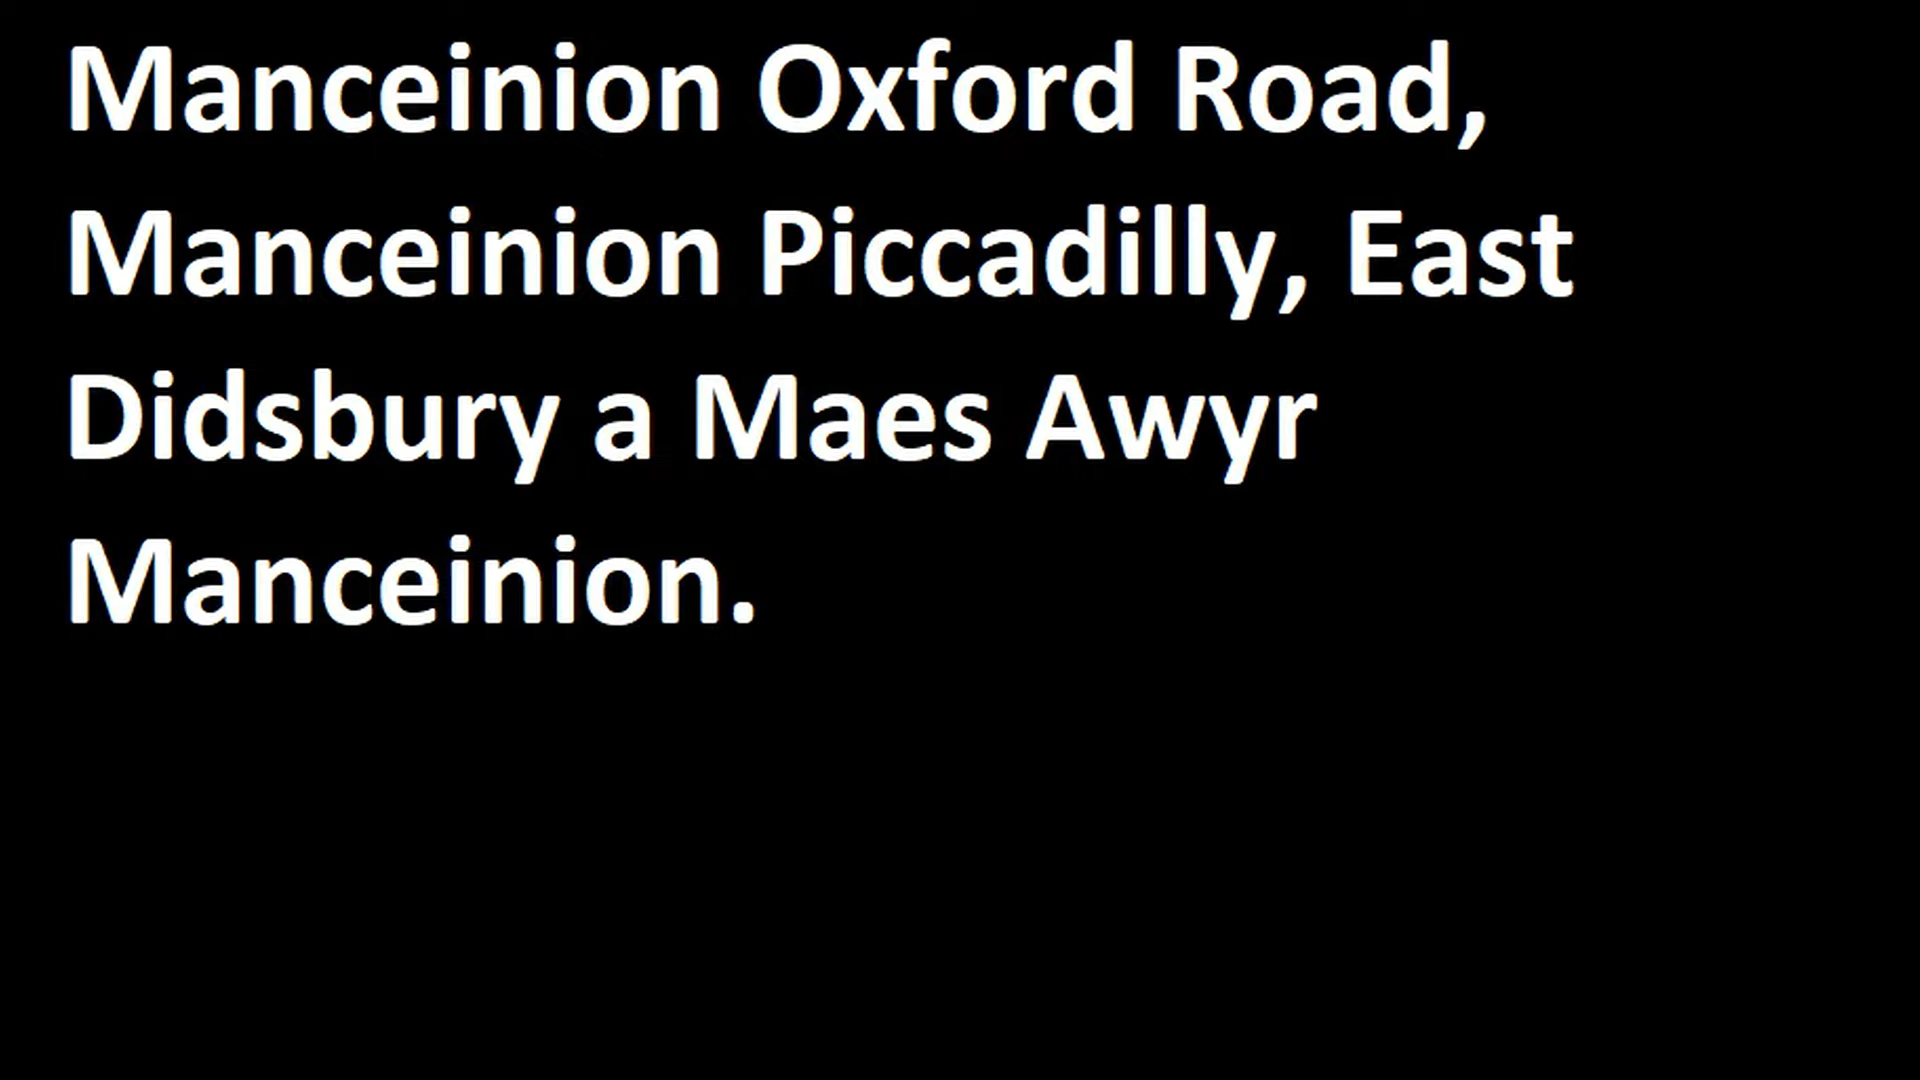 Manceinion Oxford Road,
Manceinion Piccadilly, East
Didsbury a Maes Awyr
Manceinion.